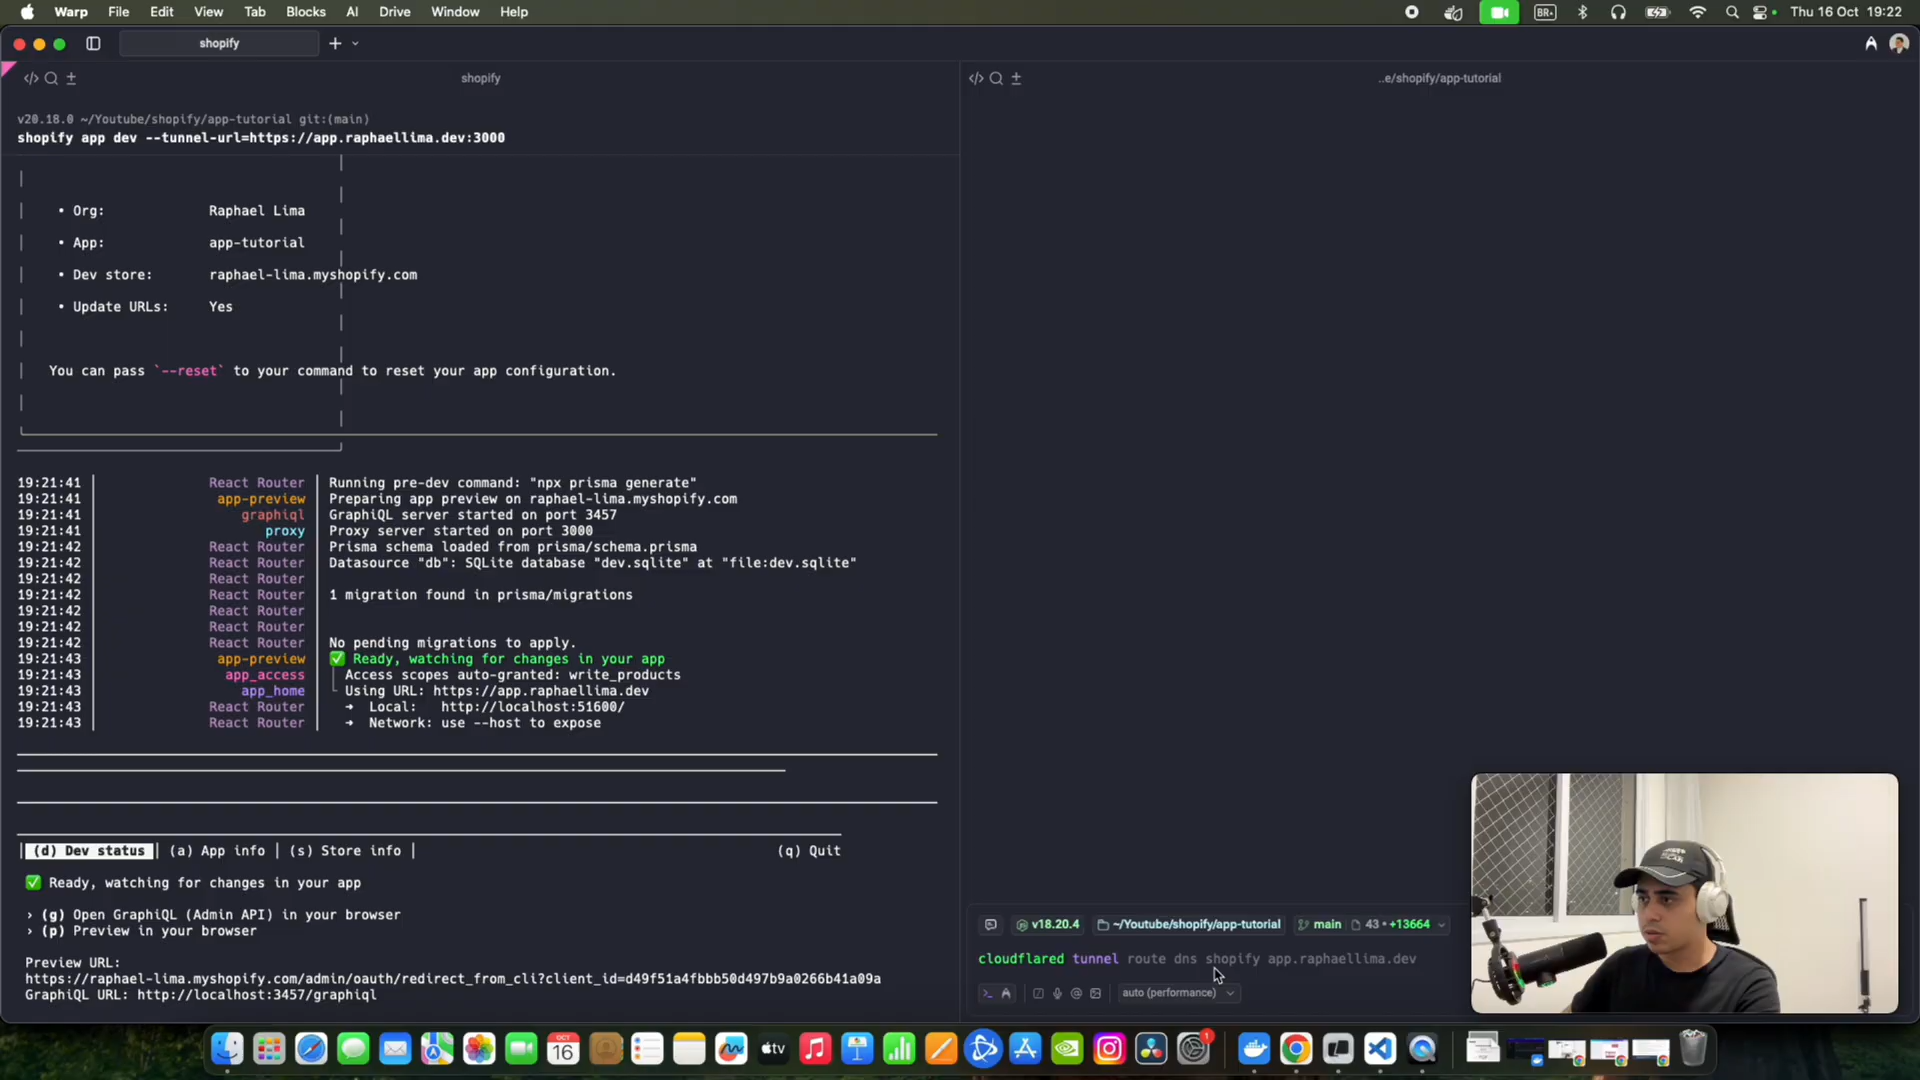 Warp File Edit View Tab Blocks AI Drive Window Help
BR Thu 16 Oct 19:22
shopify
shopify
..e/shopify/app-tutorial
v20.18.0 ~/Youtube/shopify/app-tutorial git:(main)
shopify app dev --tunnel-url=https://app.raphaellima.dev:3000
• Org: Raphael Lima
• App: app-tutorial
• Dev store: raphael-lima.myshopify.com
• Update URLs: Yes
You can pass `--reset` to your command to reset your app configuration.
19:21:41 │ React Router │ Running pre-dev command: "npx prisma generate"
19:21:41 │ app-preview │ Preparing app preview on raphael-lima.myshopify.com
19:21:41 │ graphiql │ GraphiQL server started on port 3457
19:21:41 │ proxy │ Proxy server started on port 3000
19:21:42 │ React Router │ Prisma schema loaded from prisma/schema.prisma
19:21:42 │ React Router │ Datasource "db": SQLite database "dev.sqlite" at "file:dev.sqlite"
19:21:42 │ React Router │
19:21:42 │ React Router │ 1 migration found in prisma/migrations
19:21:42 │ React Router │
19:21:42 │ React Router │
19:21:42 │ React Router │ No pending migrations to apply.
19:21:43 │ app-preview │ ✅ Ready, watching for changes in your app
19:21:43 │ app_access │ │ Access scopes auto-granted: write_products
19:21:43 │ app_home │ └ Using URL: https://app.raphaellima.dev
19:21:43 │ React Router │ ➜ Local: http://localhost:51600/
19:21:43 │ React Router │ ➜ Network: use --host to expose
│ (d) Dev status │ (a) App info │ (s) Store info │ (q) Quit
✅ Ready, watching for changes in your app
› (g) Open GraphiQL (Admin API) in your browser
› (p) Preview in your browser
Preview URL:
https://raphael-lima.myshopify.com/admin/oauth/redirect_from_cli?client_id=d49f51a4fbbb50d497b9a0266b41a09a
GraphiQL URL: http://localhost:3457/graphiql
v18.20.4 ~/Youtube/shopify/app-tutorial main 43 • +13664
cloudflared tunnel route dns shopify app.raphaellima.dev
auto (performance)
OCT
16
tv
1